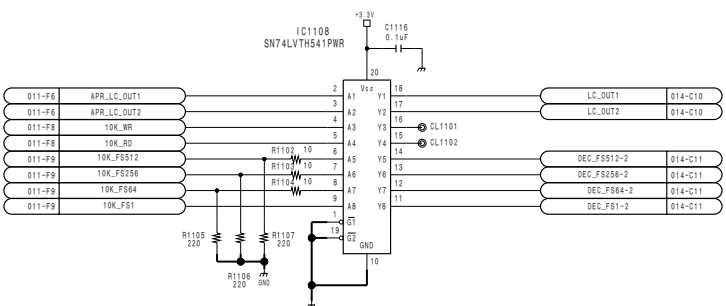 +3.3V
IC1108
SN74LVTH541PWR
C1116
0.1uF
20
Vcc
011-F6 APR_LC_OUT1 2 A1 Y1 18 LC_OUT1 014-C10
011-F6 APR_LC_OUT2 3 A2 Y2 17 LC_OUT2 014-C10
011-F8 10K_WR 4 A3 Y3 16 CL1101
011-F8 10K_RD 5 A4 Y4 15 CL1102
011-F9 10K_FS512 R1102 10 6 A5 Y5 14 DEC_FS512-2 014-C11
011-F9 10K_FS256 R1103 10 7 A6 Y6 13 DEC_FS256-2 014-C11
011-F9 10K_FS64 R1104 10 8 A7 Y7 12 DEC_FS64-2 014-C11
011-F9 10K_FS1 9 A8 Y8 11 DEC_FS1-2 014-C11
1 G1
19 G2
GND
10
R1105
220
R1107
220
R1106
220
GND